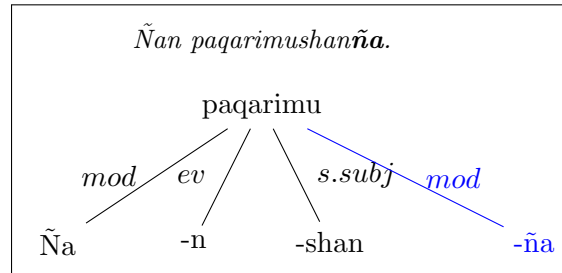 Ñan paqarimushanña.
paqarimu
mod ev s.subj mod
Ña -n -shan -ña